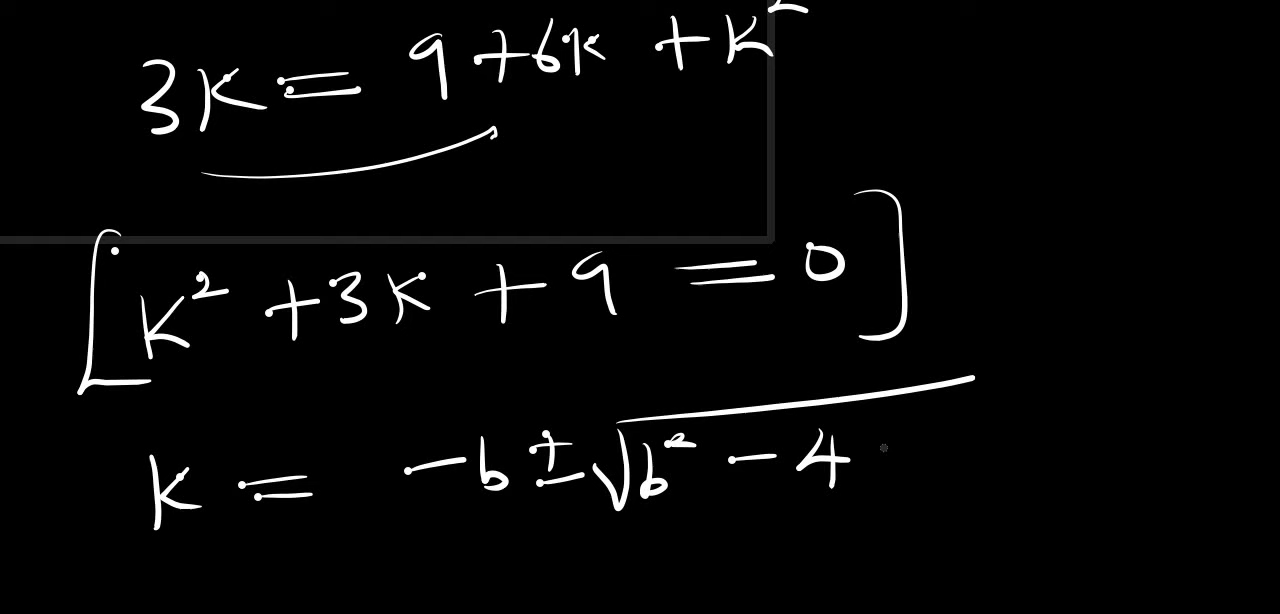 3k = 9 + 6k + k²
[k² + 3k + 9 = 0]
k = -b ± √b² - 4